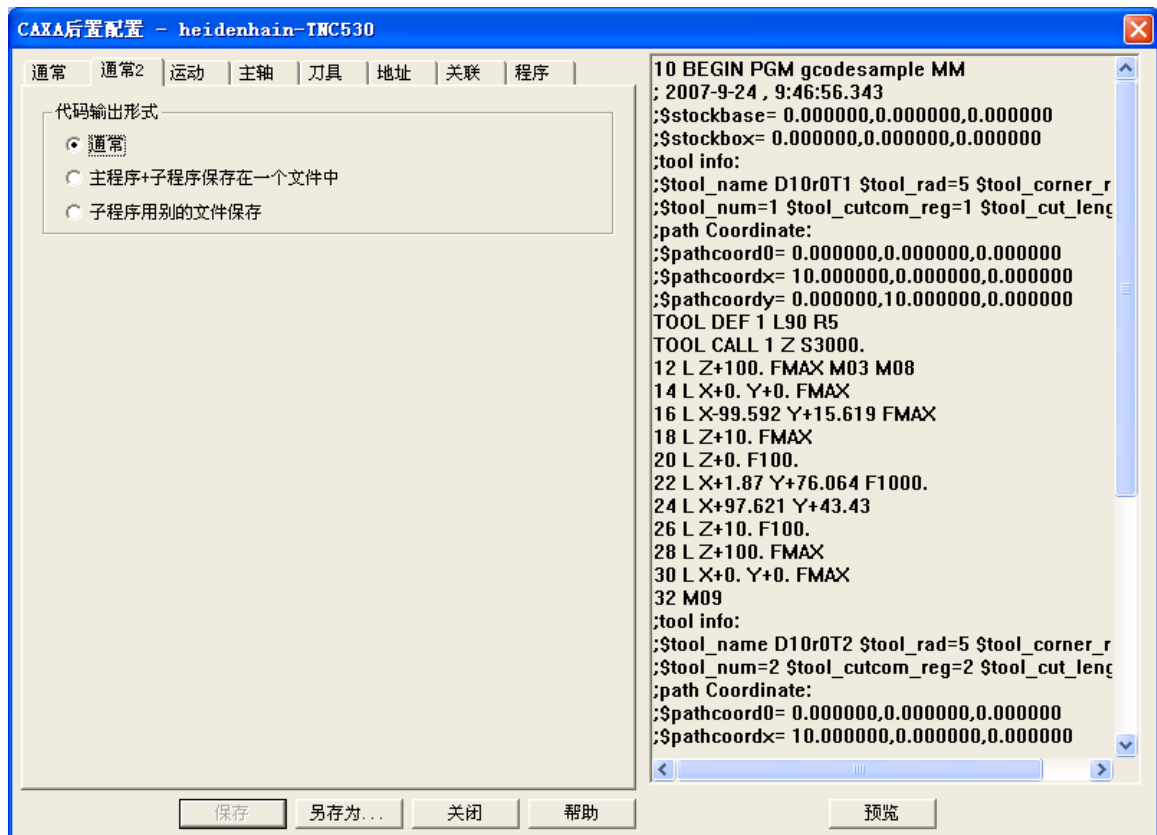 CAXA后置配置 - heidenhain-TNC530
通常 通常2 运动 主轴 刀具 地址 关联 程序
代码输出形式
通常
主程序+子程序保存在一个文件中
子程序用别的文件保存
10 BEGIN PGM gcodesample MM
; 2007-9-24 , 9:46:56.343
;$stockbase= 0.000000,0.000000,0.000000
;$stockbox= 0.000000,0.000000,0.000000
;tool info:
;$tool_name D10r0T1 $tool_rad=5 $tool_corner_r
;$tool_num=1 $tool_cutcom_reg=1 $tool_cut_leng
;path Coordinate:
;$pathcoord0= 0.000000,0.000000,0.000000
;$pathcoordx= 10.000000,0.000000,0.000000
;$pathcoordy= 0.000000,10.000000,0.000000
TOOL DEF 1 L90 R5
TOOL CALL 1 Z S3000.
12 L Z+100. FMAX M03 M08
14 L X+0. Y+0. FMAX
16 L X-99.592 Y+15.619 FMAX
18 L Z+10. FMAX
20 L Z+0. F100.
22 L X+1.87 Y+76.064 F1000.
24 L X+97.621 Y+43.43
26 L Z+10. F100.
28 L Z+100. FMAX
30 L X+0. Y+0. FMAX
32 M09
;tool info:
;$tool_name D10r0T2 $tool_rad=5 $tool_corner_r
;$tool_num=2 $tool_cutcom_reg=2 $tool_cut_leng
;path Coordinate:
;$pathcoord0= 0.000000,0.000000,0.000000
;$pathcoordx= 10.000000,0.000000,0.000000
保存 另存为... 关闭 帮助 预览